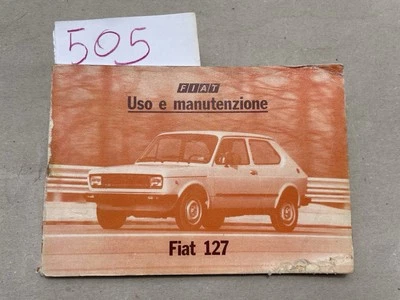 505
FIAT
Uso e manutenzione
Fiat 127